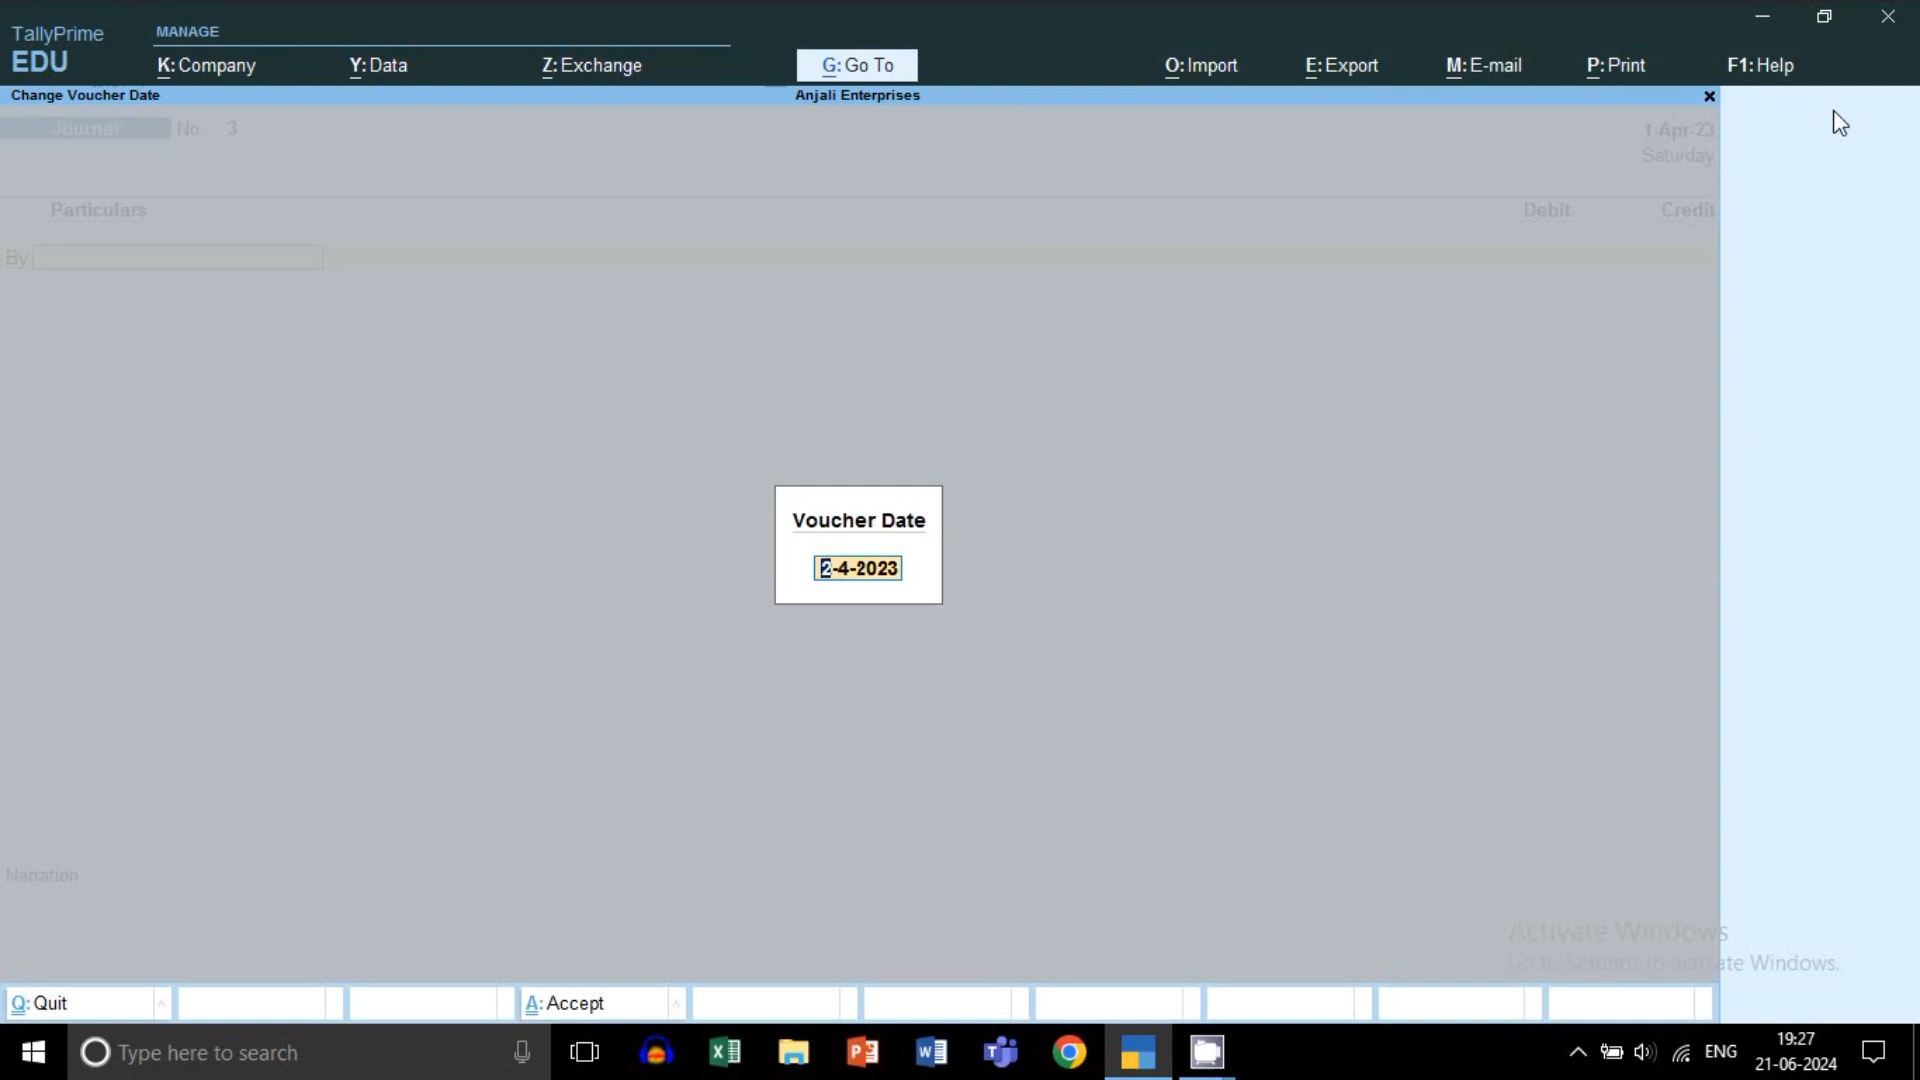 TallyPrime
EDU
MANAGE
K: Company
Y: Data
Z: Exchange
G: Go To
O: Import
E: Export
M: E-mail
P: Print
F1: Help
Change Voucher Date
Anjali Enterprises
Journal No. 3
1-Apr-23
Saturday
Particulars
Debit
Credit
By
Voucher Date
2-4-2023
Narration
Activate Windows
Go to Settings to activate Windows.
Q: Quit
A: Accept
Type here to search
ENG
19:27
21-06-2024